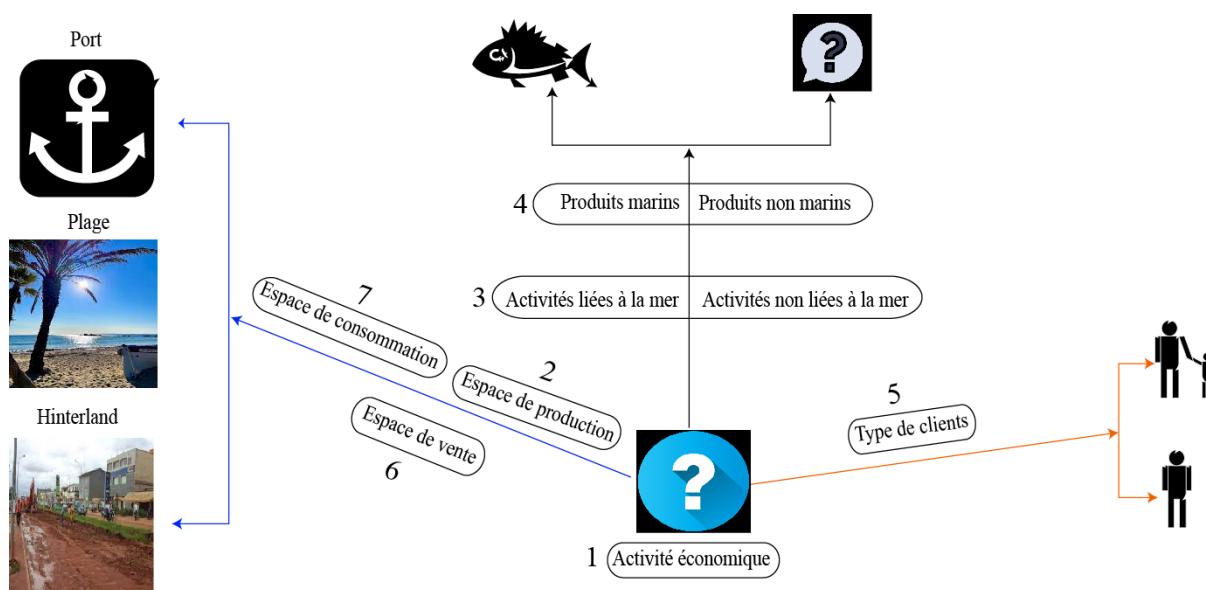 Port
Plage
Hinterland
?
4 Produits marins Produits non marins
3 Activités liées à la mer Activités non liées à la mer
7
Espace de consommation
2
Espace de production
Espace de vente
6
5
Type de clients
?
1 Activité économique